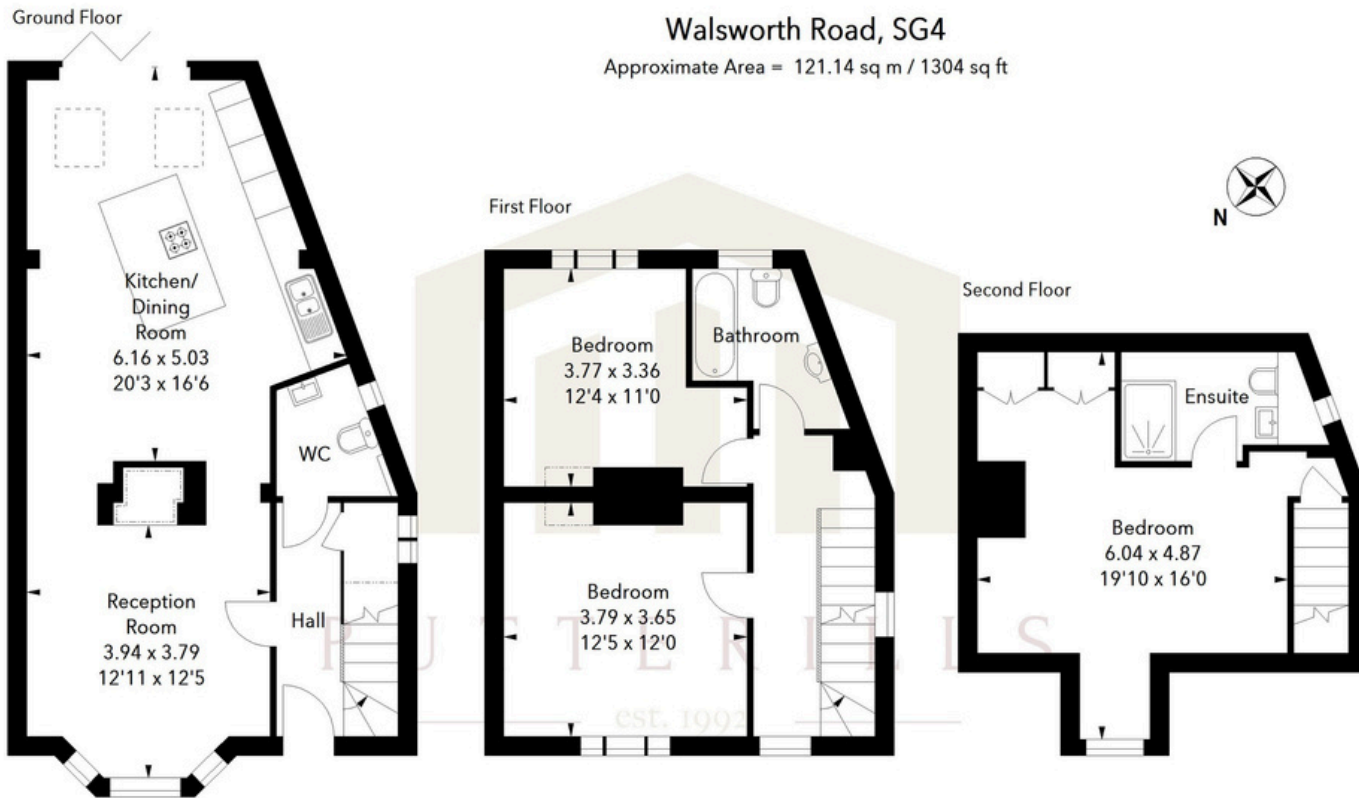 Ground Floor
Walsworth Road, SG4
Approximate Area = 121.14 sq m / 1304 sq ft
N
First Floor
Second Floor
Kitchen/
Dining
Room
6.16 x 5.03
20'3 x 16'6
WC
Reception
Room
3.94 x 3.79
12'11 x 12'5
Hall
Bedroom
3.77 x 3.36
12'4 x 11'0
Bathroom
Bedroom
3.79 x 3.65
12'5 x 12'0
Ensuite
Bedroom
6.04 x 4.87
19'10 x 16'0
PUTTERILLS
est. 1992